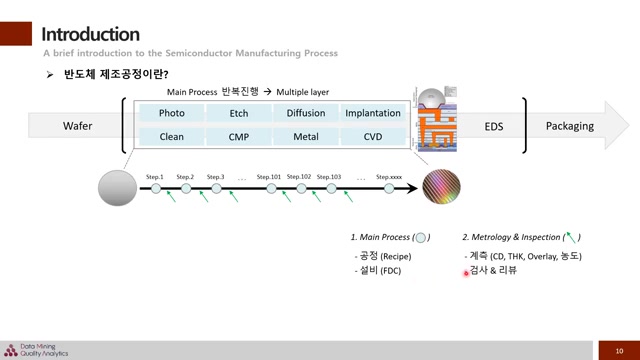 Introduction
A brief introduction to the Semiconductor Manufacturing Process
➢ 반도체 제조공정이란?
Main Process 반복진행 → Multiple layer
Wafer
Photo
Etch
Diffusion
Implantation
Clean
CMP
Metal
CVD
EDS
Packaging
Step.1
Step.2
Step.3
...
Step.101
Step.102
Step.103
...
Step.xxxx
1. Main Process ( )
- 공정 (Recipe)
- 설비 (FDC)
2. Metrology & Inspection ( )
- 계측 (CD, THK, Overlay, 농도)
- 검사 & 리뷰
Data Mining
Quality Analytics
10